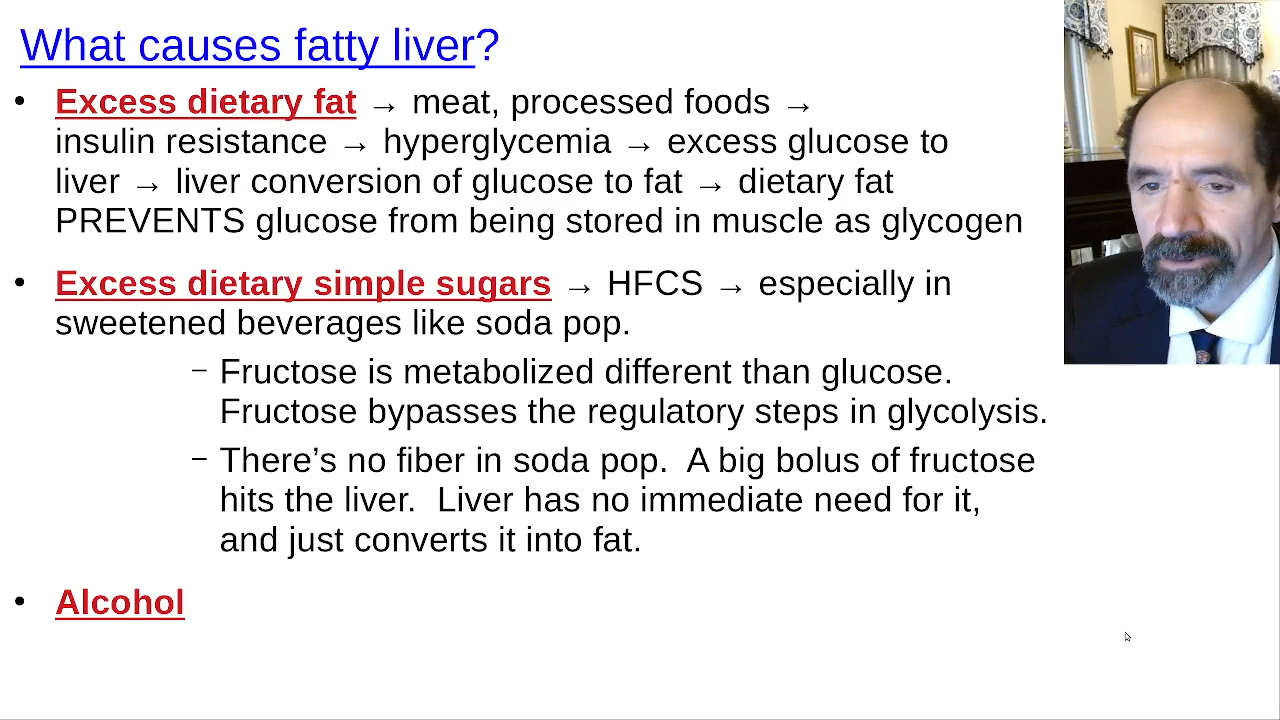 What causes fatty liver?
• Excess dietary fat → meat, processed foods →
insulin resistance → hyperglycemia → excess glucose to
liver → liver conversion of glucose to fat → dietary fat
PREVENTS glucose from being stored in muscle as glycogen
• Excess dietary simple sugars → HFCS → especially in
sweetened beverages like soda pop.
– Fructose is metabolized different than glucose.
Fructose bypasses the regulatory steps in glycolysis.
– There’s no fiber in soda pop.  A big bolus of fructose
hits the liver.  Liver has no immediate need for it,
and just converts it into fat.
• Alcohol